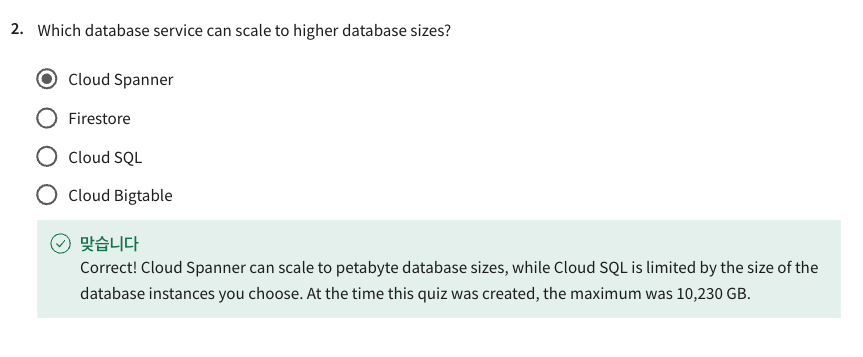 2. Which database service can scale to higher database sizes?
Cloud Spanner
Firestore
Cloud SQL
Cloud Bigtable
맞습니다
Correct! Cloud Spanner can scale to petabyte database sizes, while Cloud SQL is limited by the size of the
database instances you choose. At the time this quiz was created, the maximum was 10,230 GB.